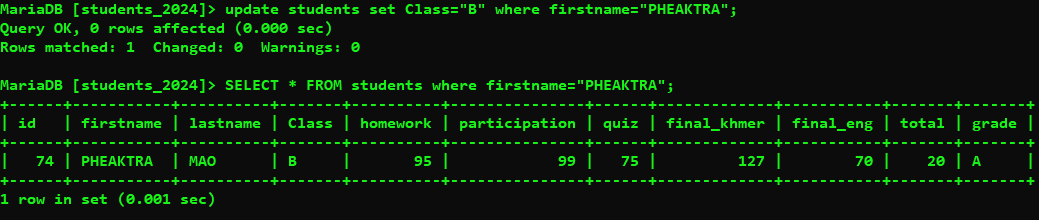 MariaDB [students_2024]> update students set Class="B" where firstname="PHEAKTRA";
Query OK, 0 rows affected (0.000 sec)
Rows matched: 1  Changed: 0  Warnings: 0

MariaDB [students_2024]> SELECT * FROM students where firstname="PHEAKTRA";
+------+-----------+----------+-------+----------+---------------+------+-------------+-----------+-------+-------+
| id   | firstname | lastname | Class | homework | participation | quiz | final_khmer | final_eng | total | grade |
+------+-----------+----------+-------+----------+---------------+------+-------------+-----------+-------+-------+
|   74 | PHEAKTRA  | MAO      | B     |       95 |            99 |   75 |         127 |        70 |    20 | A     |
+------+-----------+----------+-------+----------+---------------+------+-------------+-----------+-------+-------+
1 row in set (0.001 sec)